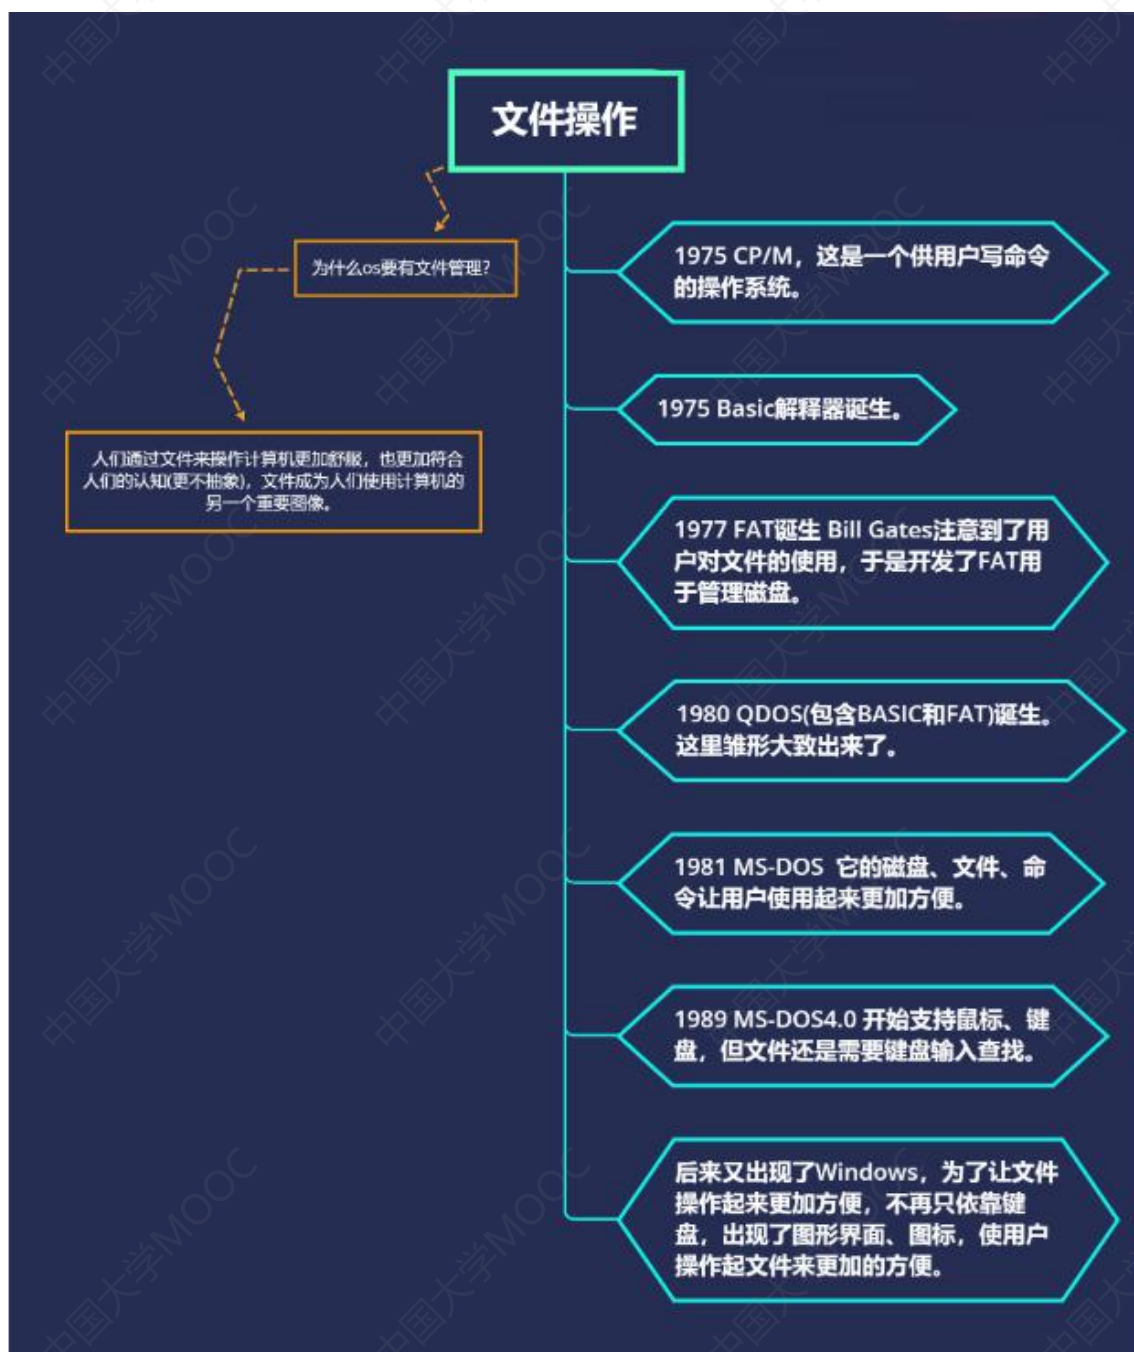 文件操作
为什么os要有文件管理?
人们通过文件来操作计算机更加舒服，也更加符合
人们的认知(更不抽象)，文件成为人们使用计算机的
另一个重要图像。
1975 CP/M，这是一个供用户写命令
的操作系统。
1975 Basic解释器诞生。
1977 FAT诞生 Bill Gates注意到了用
户对文件的使用，于是开发了FAT用
于管理磁盘。
1980 QDOS(包含BASIC和FAT)诞生。
这里雏形大致出来了。
1981 MS-DOS 它的磁盘、文件、命
令让用户使用起来更加方便。
1989 MS-DOS4.0 开始支持鼠标、键
盘，但文件还是需要键盘输入查找。
后来又出现了Windows，为了让文件
操作起来更加方便，不再只依靠键
盘，出现了图形界面、图标，使用户
操作起文件来更加的方便。
中国大学MOOC